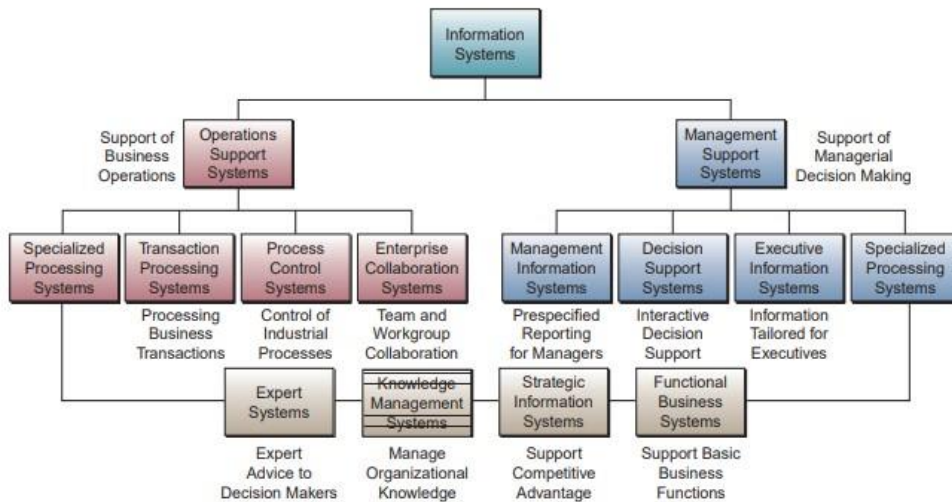 Information
Systems
Support of
Business
Operations
Operations
Support
Systems
Management
Support
Systems
Support of
Managerial
Decision Making
Specialized
Processing
Systems
Transaction
Processing
Systems
Process
Control
Systems
Enterprise
Collaboration
Systems
Management
Information
Systems
Decision
Support
Systems
Executive
Information
Systems
Specialized
Processing
Systems
Processing
Business
Transactions
Control of
Industrial
Processes
Team and
Workgroup
Collaboration
Prespecified
Reporting
for Managers
Interactive
Decision
Support
Information
Tailored for
Executives
Expert
Systems
Knowledge
Management
Systems
Strategic
Information
Systems
Functional
Business
Systems
Expert
Advice to
Decision Makers
Manage
Organizational
Knowledge
Support
Competitive
Advantage
Support Basic
Business
Functions